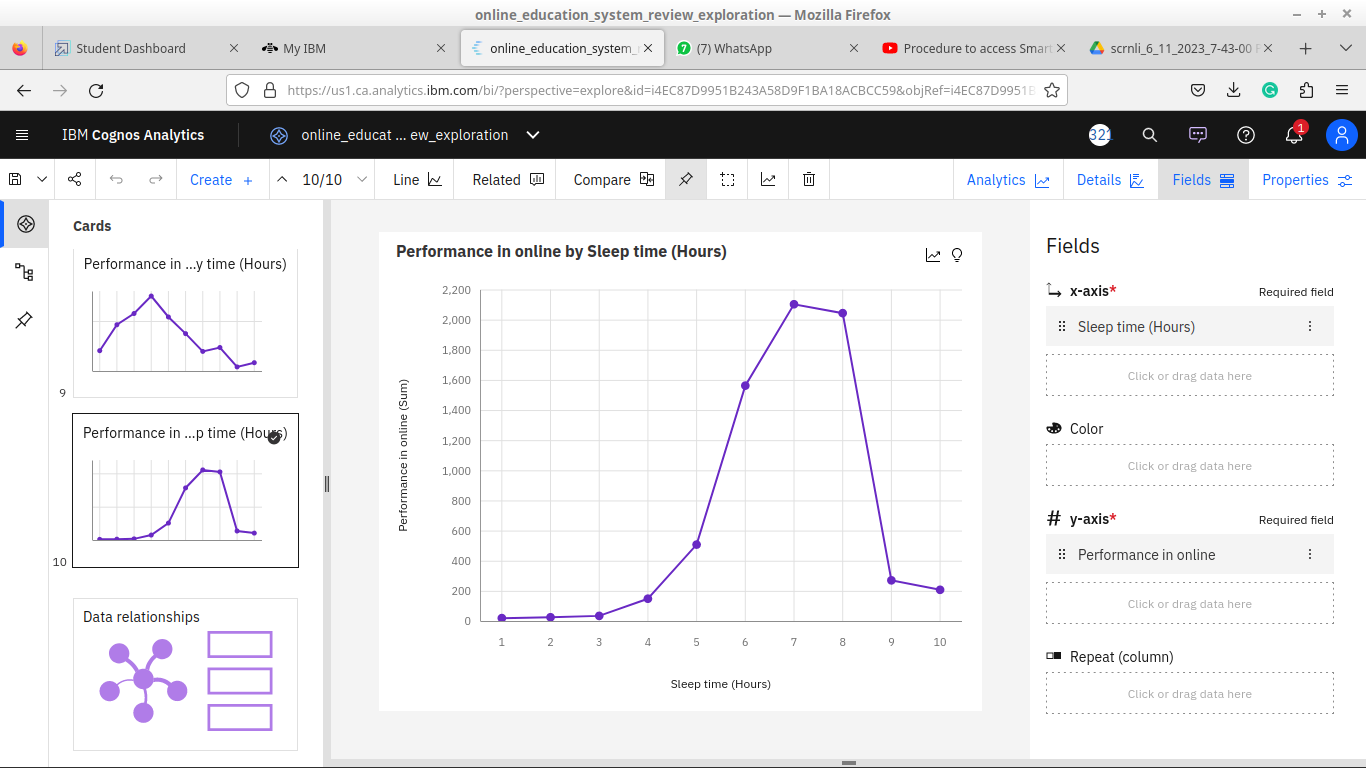 online_education_system_review_exploration — Mozilla Firefox
Student Dashboard
My IBM
online_education_system_r
(7) WhatsApp
Procedure to access Smar
scrnli_6_11_2023_7-43-00
https://us1.ca.analytics.ibm.com/bi/?perspective=explore&id=i4EC87D9951B243A58D9F1BA18ACBCC59&objRef=i4EC87D9951B
IBM Cognos Analytics
online_educat ... ew_exploration
321
1
Create +
10/10
Line
Related
Compare
Analytics
Details
Fields
Properties
Cards
Performance in ...y time (Hours)
9
Performance in ...p time (Hours)
10
Data relationships
Performance in online by Sleep time (Hours)
Performance in online (Sum)
2,200
2,000
1,800
1,600
1,400
1,200
1,000
800
600
400
200
0
1 2 3 4 5 6 7 8 9 10
Sleep time (Hours)
Fields
x-axis* Required field
Sleep time (Hours)
Click or drag data here
Color
Click or drag data here
# y-axis* Required field
Performance in online
Click or drag data here
Repeat (column)
Click or drag data here